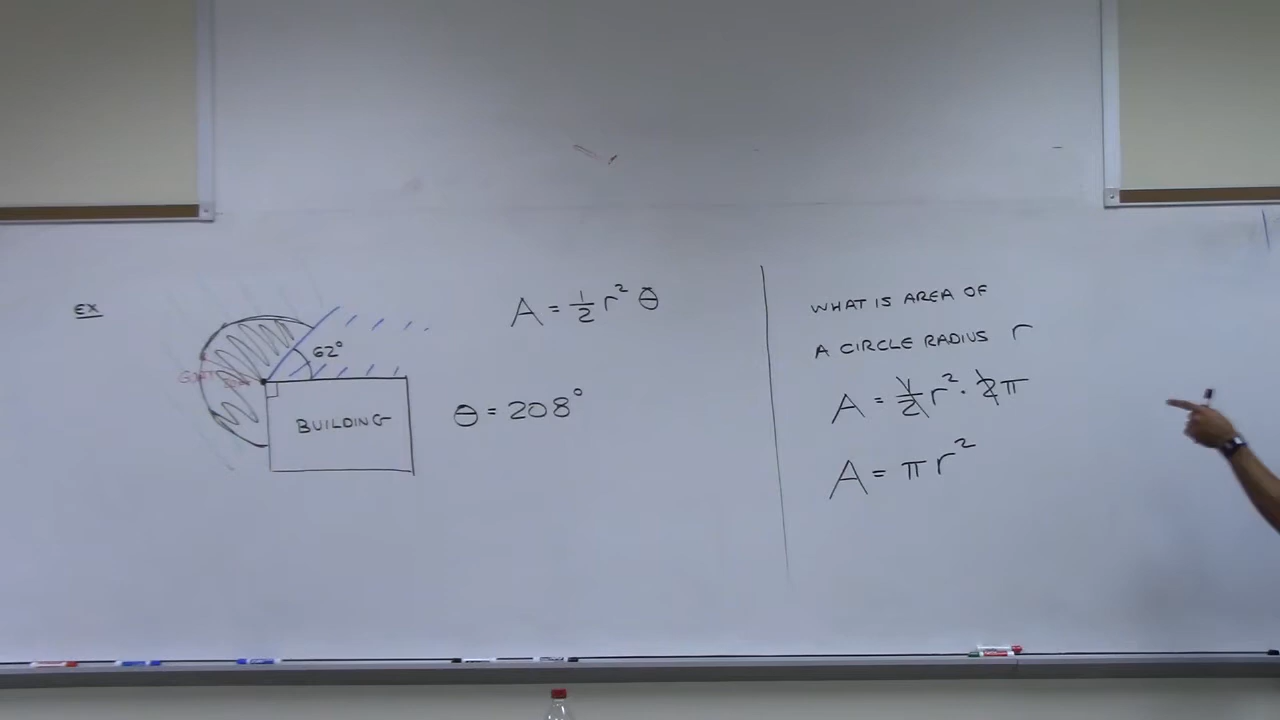 EX
62°
BUILDING
A = 1/2 r² θ
θ = 208°
WHAT IS AREA OF
A CIRCLE RADIUS r
A = 1/2 r² · 2π
A = π r²